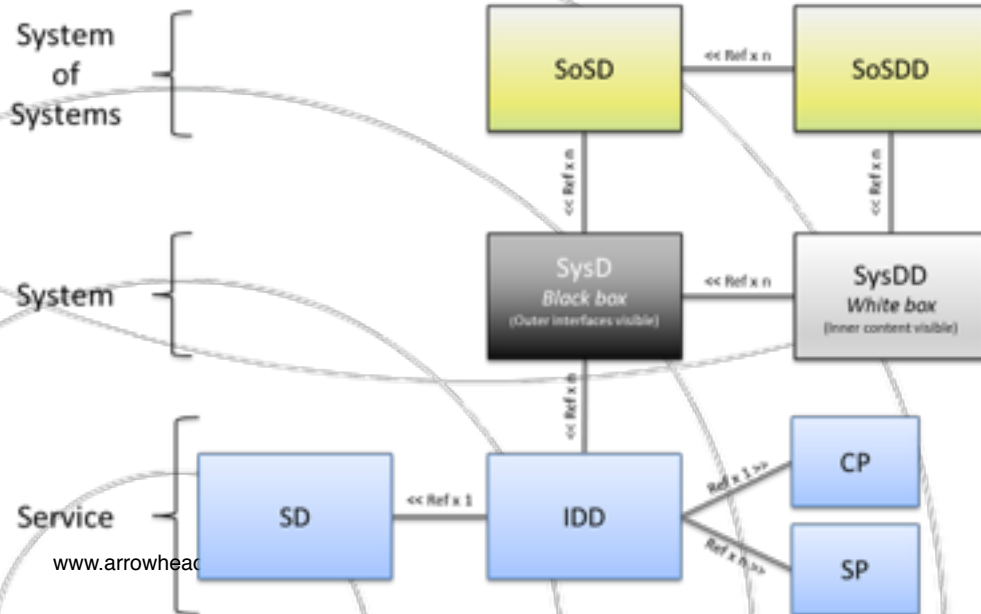 System
of
Systems
SoSD
<< Ref x n
SoSDD
<< Ref x n
<< Ref x n
System
SysD
Black box
(Outer interfaces visible)
<< Ref x n
SysDD
White box
(Inner content visible)
<< Ref x n
Service
SD
<< Ref x 1
IDD
Ref x 1 >>
CP
Ref x n >>
SP
www.arrowhead